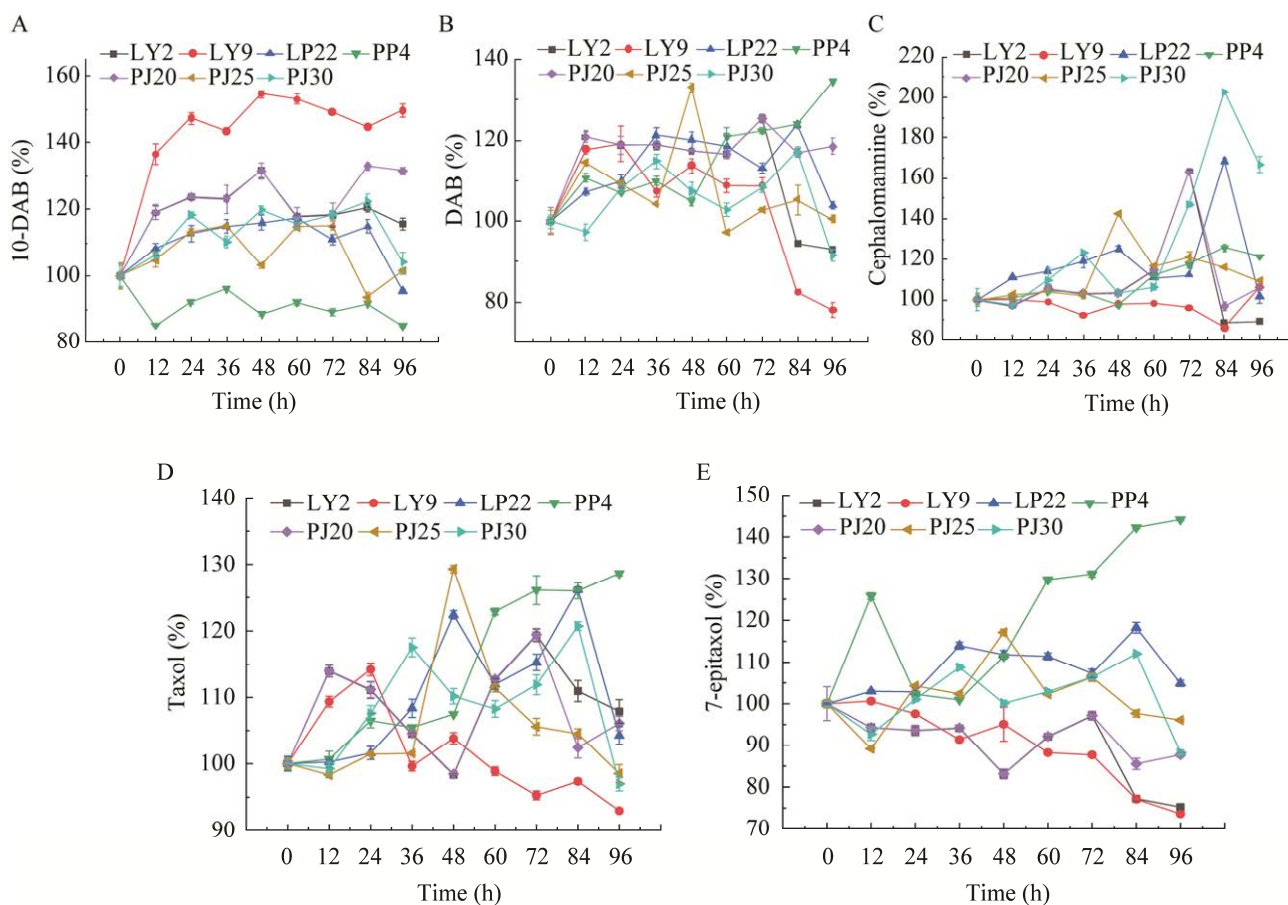 A
LY2 LY9 LP22 PP4
PJ20 PJ25 PJ30
10-DAB (%)
160
140
120
100
80
0 12 24 36 48 60 72 84 96
Time (h)
B
LY2 LY9 LP22 PP4
PJ20 PJ25 PJ30
DAB (%)
140
120
100
80
0 12 24 36 48 60 72 84 96
Time (h)
C
LY2 LY9 LP22 PP4
PJ20 PJ25 PJ30
Cephalomannine (%)
220
200
180
160
140
120
100
80
0 12 24 36 48 60 72 84 96
Time (h)
D
LY2 LY9 LP22 PP4
PJ20 PJ25 PJ30
Taxol (%)
140
130
120
110
100
90
0 12 24 36 48 60 72 84 96
Time (h)
E
LY2 LY9 LP22 PP4
PJ20 PJ25 PJ30
7-epitaxol (%)
150
145
130
120
110
100
90
80
70
0 12 24 36 48 60 72 84 96
Time (h)